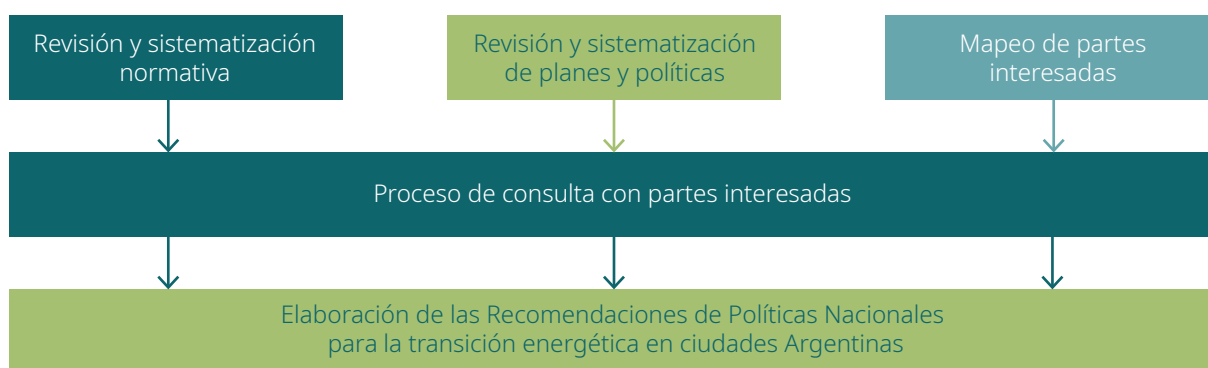 Revisión y sistematización
normativa
Revisión y sistematización
de planes y políticas
Mapeo de partes
interesadas
Proceso de consulta con partes interesadas
Elaboración de las Recomendaciones de Políticas Nacionales
para la transición energética en ciudades Argentinas